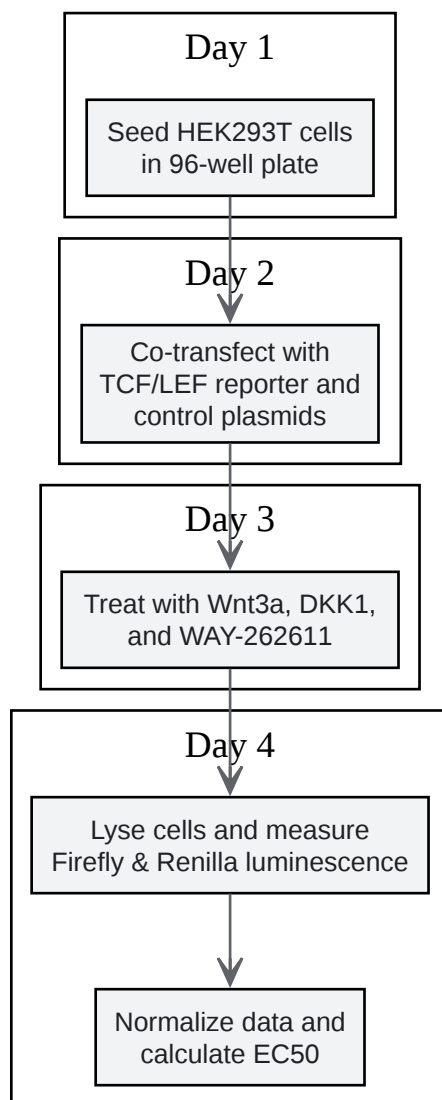 Day 1
Seed HEK293T cells
in 96-well plate
Day 2
Co-transfect with
TCF/LEF reporter and
control plasmids
Day 3
Treat with Wnt3a, DKK1,
and WAY-262611
Day 4
Lyse cells and measure
Firefly & Renilla luminescence
Normalize data and
calculate EC50